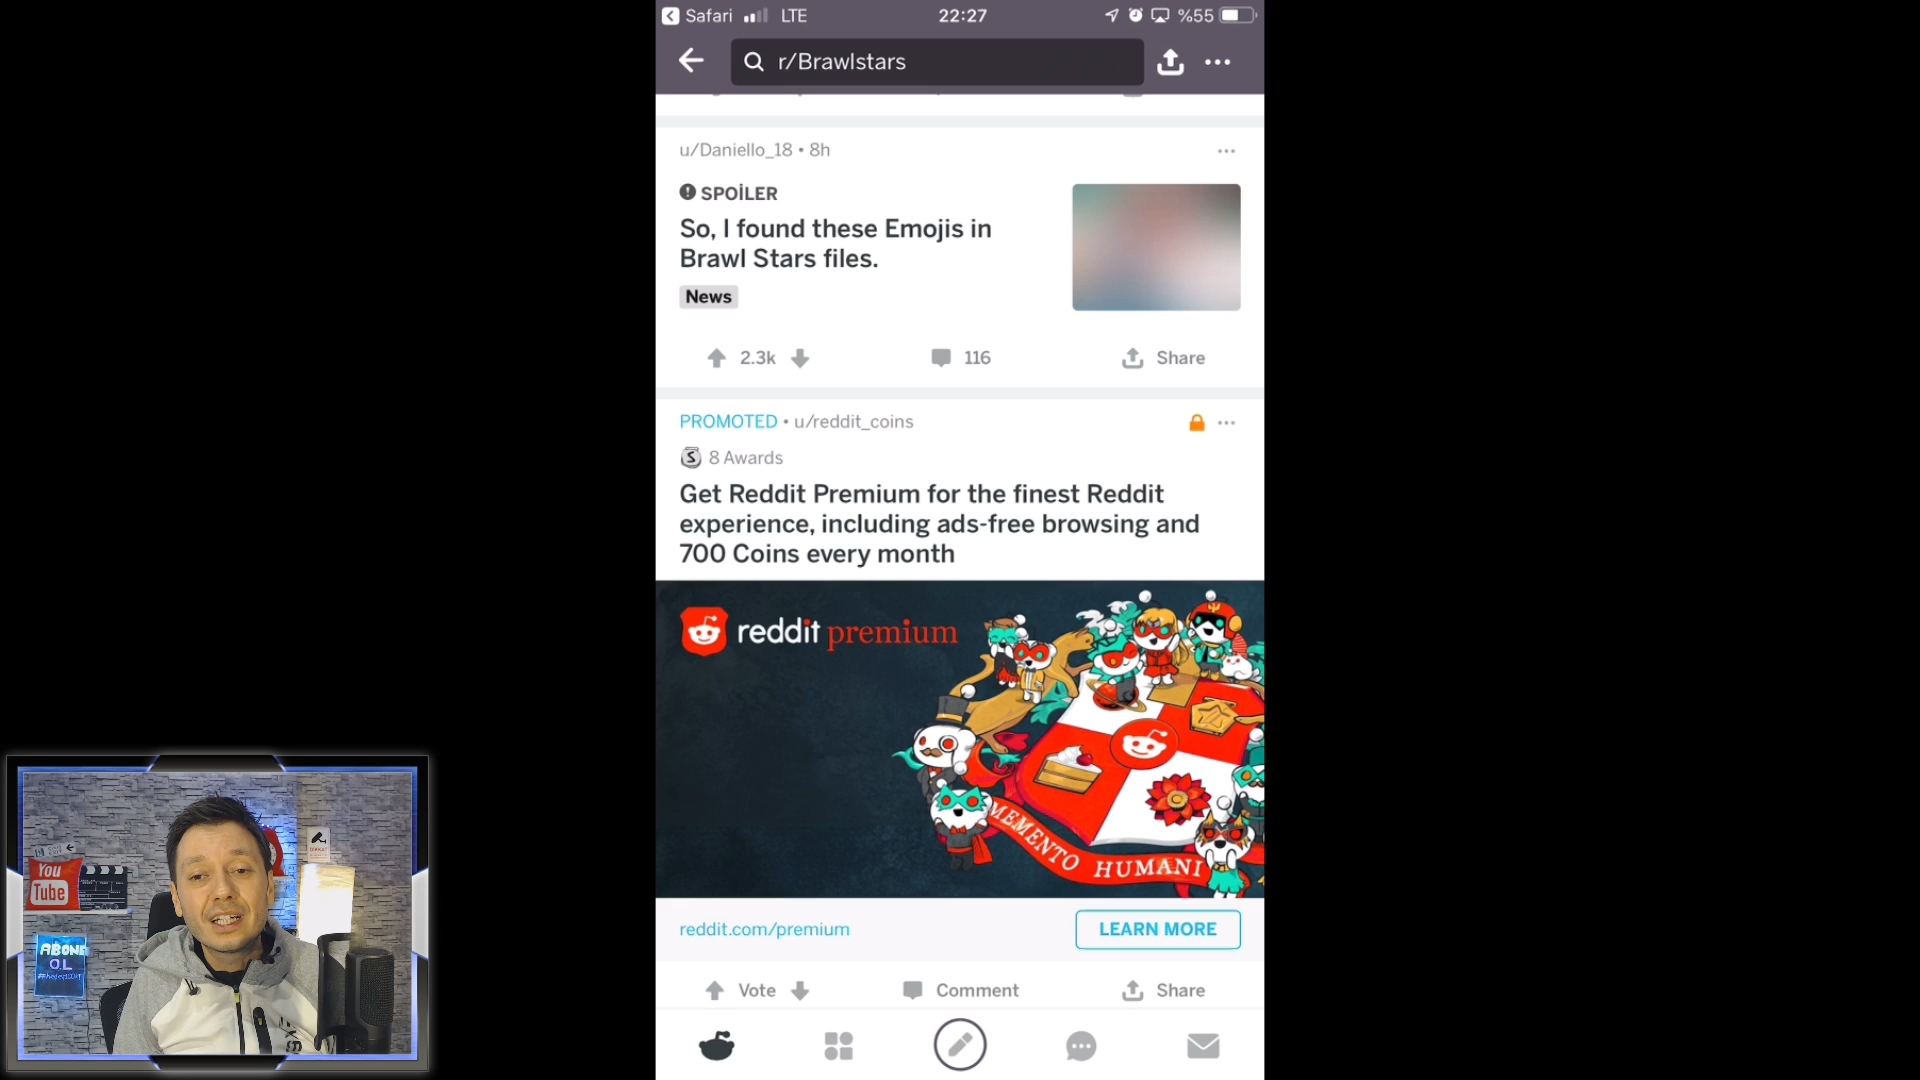 Safari LTE 22:27 %55
r/Brawlstars
u/Daniello_18 • 8h
SPOİLER
So, I found these Emojis in
Brawl Stars files.
News
2.3k 116 Share
PROMOTED • u/reddit_coins
8 Awards
Get Reddit Premium for the finest Reddit
experience, including ads-free browsing and
700 Coins every month
reddit premium
MEMENTO HUMANI
reddit.com/premium LEARN MORE
Vote Comment Share
You
Tube
ABONE
O.L